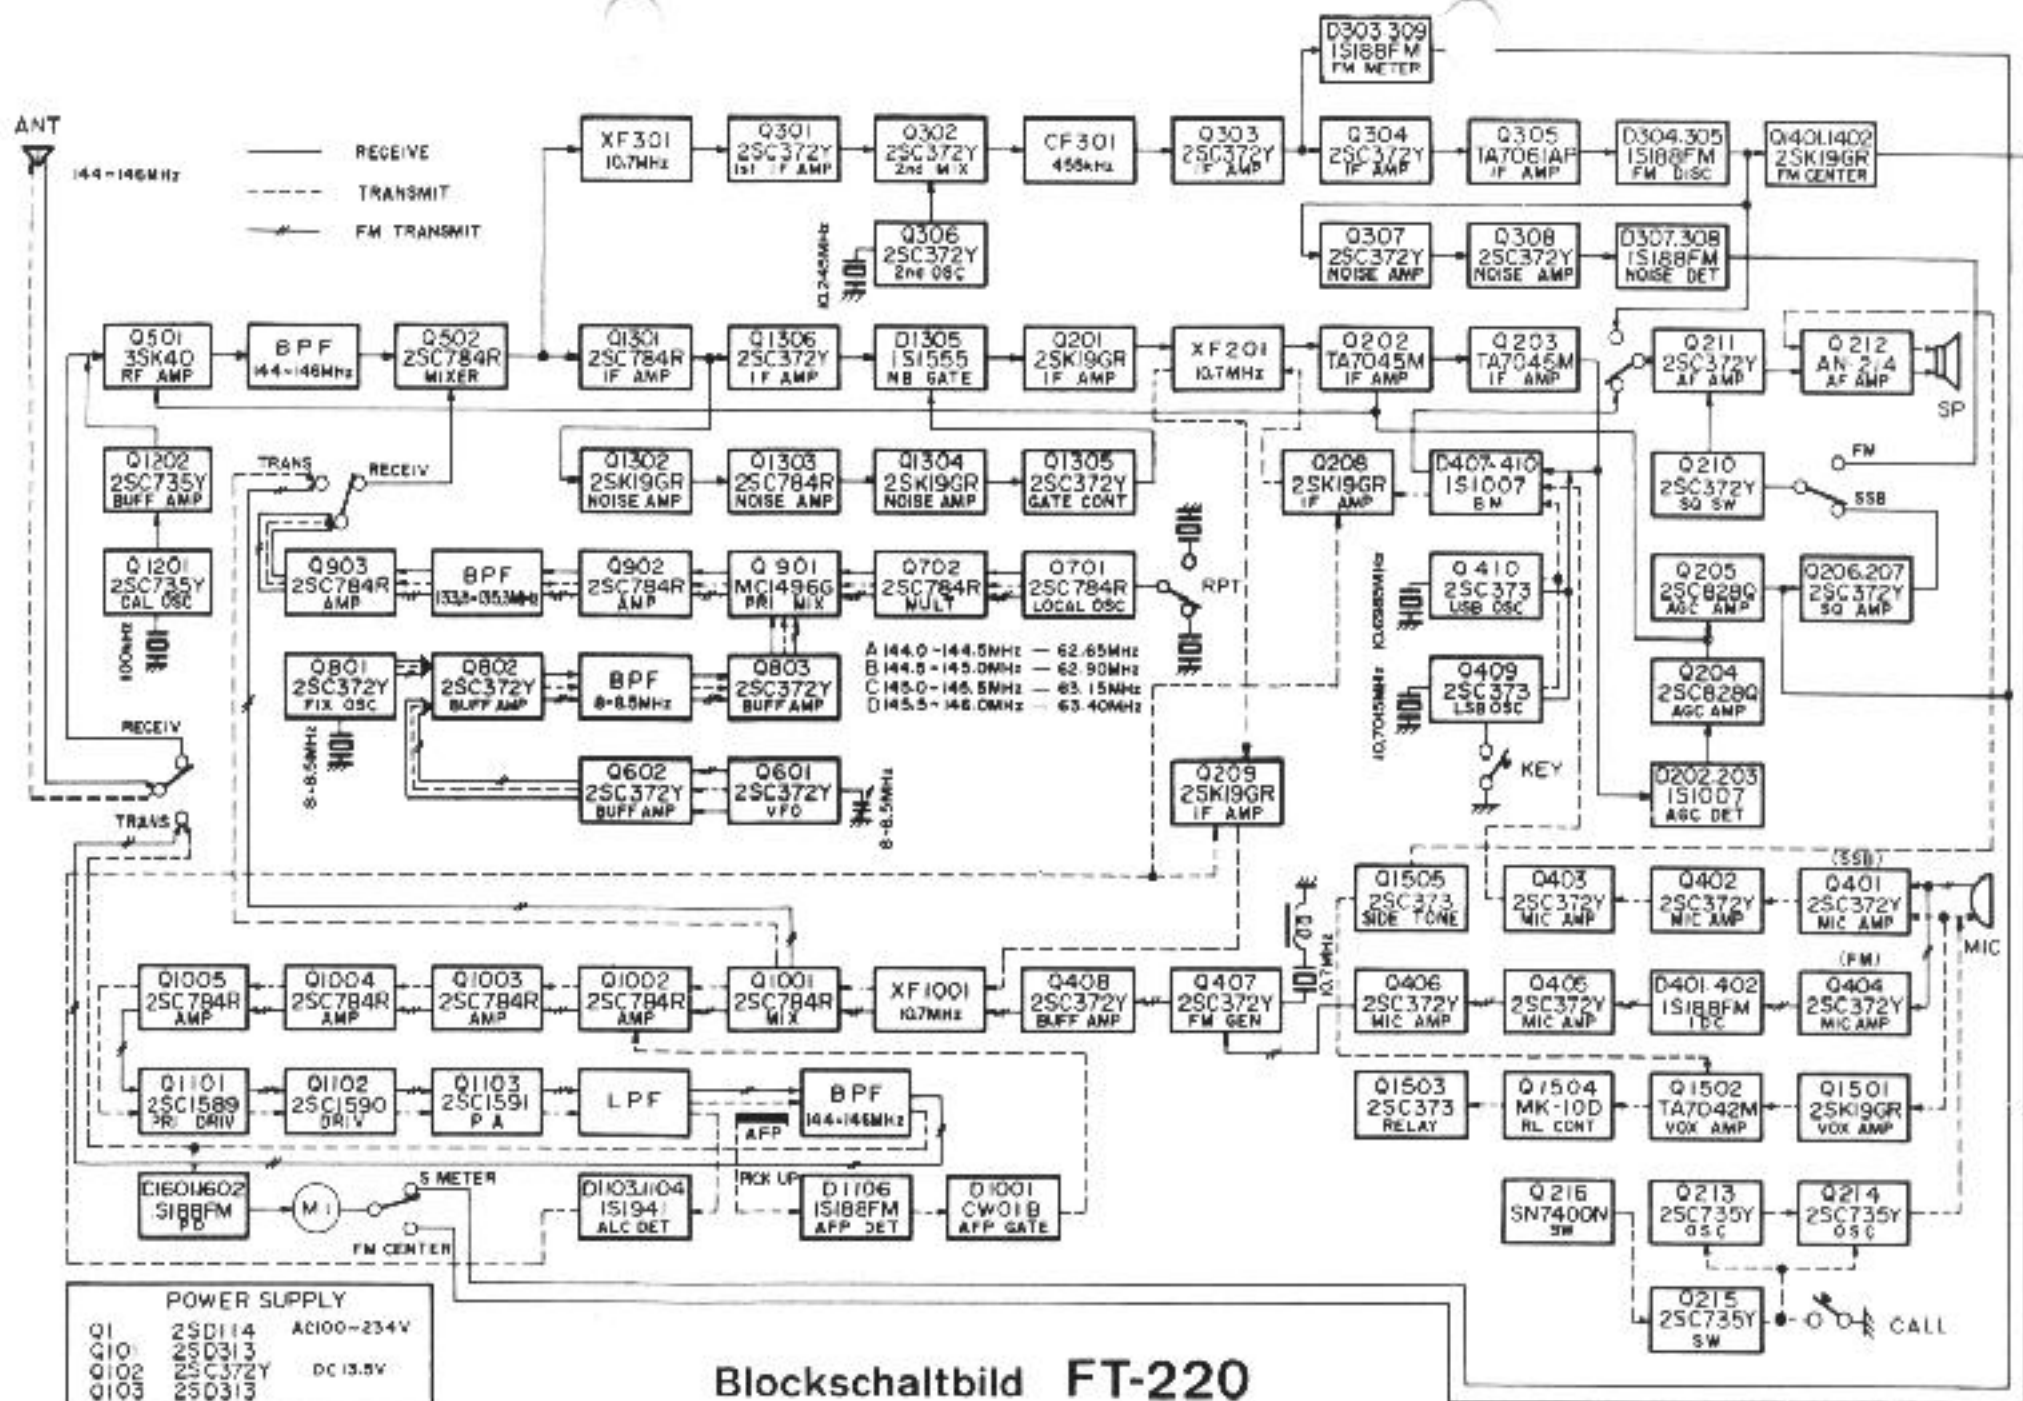 D303.309
1S188FM
FM METER
ANT
144~146MHz
RECEIVE
TRANSMIT
FM TRANSMIT
XF301
10.7MHz
Q301
2SC372Y
1st IF AMP
Q302
2SC372Y
2nd MIX
CF301
455kHz
Q303
2SC372Y
IF AMP
Q304
2SC372Y
IF AMP
Q305
TA7061AP
IF AMP
D304.305
1S188FM
FM DISC
Q1401.1402
2SK19GR
FM CENTER
Q306
2SC372Y
2nd OSC
10.245MHz
Q307
2SC372Y
NOISE AMP
Q308
2SC372Y
NOISE AMP
D307.308
1S188FM
NOISE DET
Q501
3SK40
RF AMP
BPF
144~146MHz
Q502
2SC784R
MIXER
Q1301
2SC784R
IF AMP
Q1306
2SC372Y
IF AMP
D1305
1S1555
NB GATE
Q201
2SK19GR
IF AMP
XF201
10.7MHz
Q202
TA7045M
IF AMP
Q203
TA7045M
IF AMP
Q211
2SC372Y
AF AMP
Q212
AN-214
AF AMP
SP
Q1202
2SC735Y
BUFF AMP
TRANS
RECEIV
Q1302
2SK19GR
NOISE AMP
Q1303
2SC784R
NOISE AMP
Q1304
2SK19GR
NOISE AMP
Q1305
2SC372Y
GATE CONT
Q208
2SK19GR
IF AMP
D407-410
1S1007
BM
Q210
2SC372Y
SQ SW
FM
SSB
Q1201
2SC735Y
CAL OSC
100kHz
Q903
2SC784R
AMP
BPF
133.3~135.3MHz
Q902
2SC784R
AMP
Q901
MC1496G
PRI MIX
Q702
2SC784R
MULT
Q701
2SC784R
LOCAL OSC
RPT
Q410
2SC373
USB OSC
10.6985MHz
Q205
2SC828Q
AGC AMP
Q206.207
2SC372Y
SQ AMP
Q801
2SC372Y
FIX OSC
8~8.5MHz
Q802
2SC372Y
BUFF AMP
BPF
8~8.5MHz
Q803
2SC372Y
BUFF AMP
A 144.0~144.5MHz — 62.65MHz
B 144.5~145.0MHz — 62.90MHz
C 145.0~145.5MHz — 63.15MHz
D 145.5~146.0MHz — 63.40MHz
Q409
2SC373
LSB OSC
10.7015MHz
Q204
2SC828Q
AGC AMP
RECEIV
TRANS
Q602
2SC372Y
BUFF AMP
Q601
2SC372Y
VFO
8~8.5MHz
Q209
2SK19GR
IF AMP
KEY
D202.203
1S1007
AGC DET
Q1505
2SC373
SIDE TONE
Q403
2SC372Y
MIC AMP
Q402
2SC372Y
MIC AMP
(SSB)
Q401
2SC372Y
MIC AMP
MIC
Q1005
2SC784R
AMP
Q1004
2SC784R
AMP
Q1003
2SC784R
AMP
Q1002
2SC784R
AMP
Q1001
2SC784R
MIX
XF1001
10.7MHz
Q408
2SC372Y
BUFF AMP
Q407
2SC372Y
FM GEN
10.7MHz
Q406
2SC372Y
MIC AMP
Q405
2SC372Y
MIC AMP
D401.402
1S188FM
IDC
(FM)
Q404
2SC372Y
MIC AMP
Q1101
2SC1589
PRI DRIV
Q1102
2SC1590
DRIV
Q1103
2SC1591
P A
LPF
AFP
BPF
144~146MHz
Q1503
2SC373
RELAY
Q1504
MK-10D
RL CONT
Q1502
TA7042M
VOX AMP
Q1501
2SK19GR
VOX AMP
D1601.1602
1S188FM
P D
M1
S METER
FM CENTER
D1103.1104
1S1941
ALC DET
PICK UP
D1106
1S188FM
AFP DET
D1001
CW01B
AFP GATE
Q216
SN7400N
SW
Q213
2SC735Y
OSC
Q214
2SC735Y
OSC
Q215
2SC735Y
SW
CALL
POWER SUPPLY
Q1 2SD114 AC100~234V
Q101 2SD313
Q102 2SC372Y DC 13.5V
Q103 2SD313
Blockschaltbild FT-220